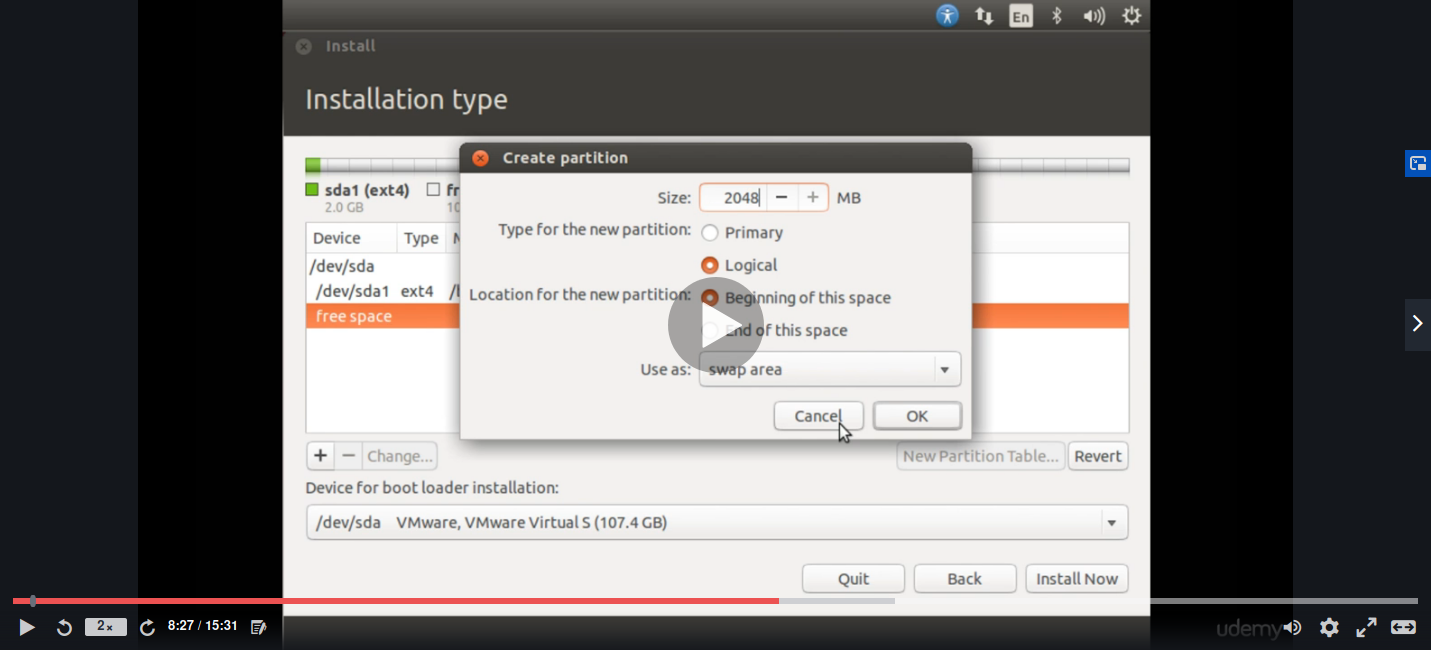 En
Install
Installation type
Create partition
Size: 2048 − + MB
sda1 (ext4) fr
2.0 GB 10
Type for the new partition: Primary
Device Type
Logical
/dev/sda
/dev/sda1 ext4 /
Location for the new partition: Beginning of this space
free space
End of this space
Use as: swap area
Cancel OK
+ − Change... New Partition Table... Revert
Device for boot loader installation:
/dev/sda VMware, VMware Virtual S (107.4 GB)
Quit Back Install Now
2x 8:27 / 15:31
udemy